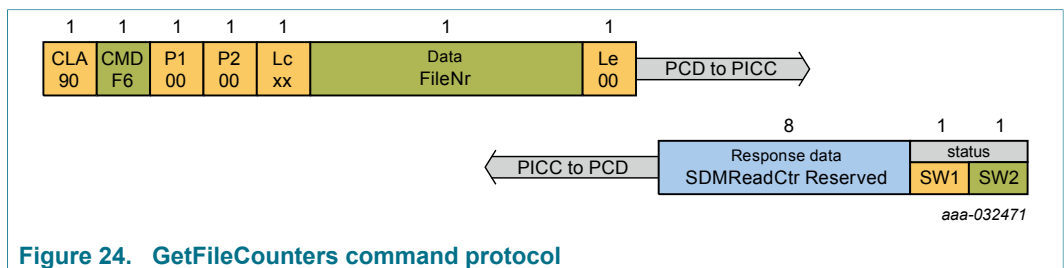 1 1 1 1 1 1 1
CLA CMD P1 P2 Lc Data Le
90 F6 00 00 xx FileNr 00
PCD to PICC
8 1 1
Response data status
PICC to PCD
SDMReadCtr Reserved SW1 SW2
aaa-032471
Figure 24. GetFileCounters command protocol